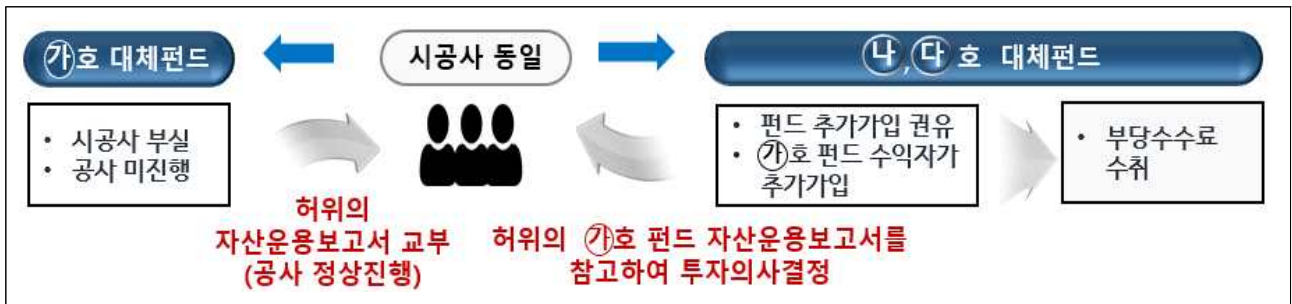 ㉮호 대체펀드
시공사 동일
㉯,㉰호 대체펀드
• 시공사 부실
• 공사 미진행
• 펀드 추가가입 권유
• ㉮호 펀드 수익자가
추가가입
• 부당수수료
수취
허위의
자산운용보고서 교부
(공사 정상진행)
허위의 ㉮호 펀드 자산운용보고서를
참고하여 투자의사결정